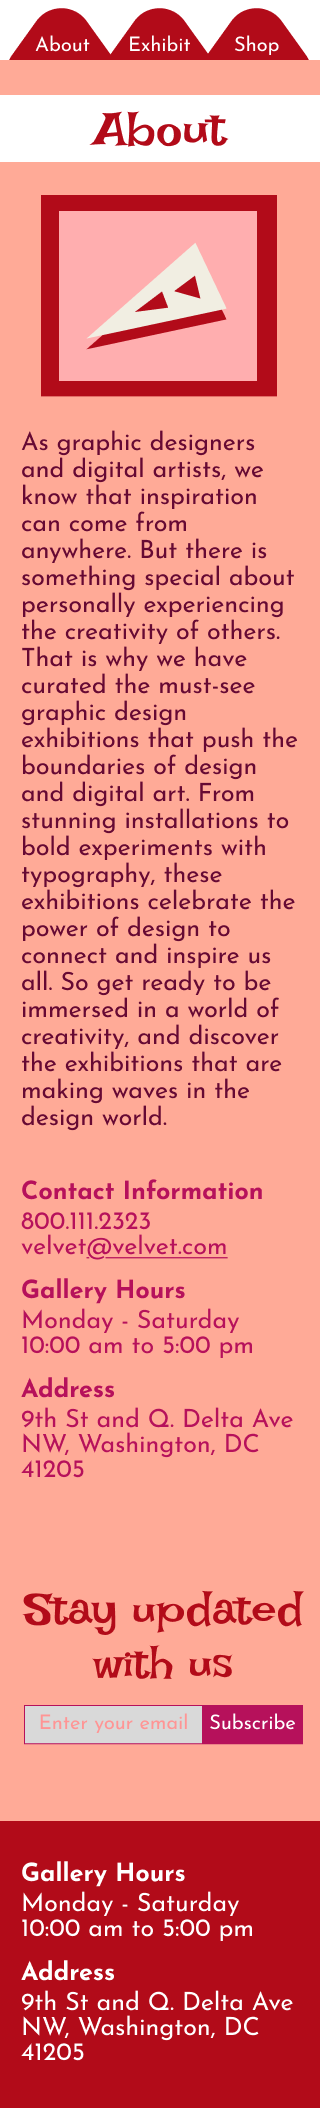 About Exhibit Shop
About
As graphic designers
and digital artists, we
know that inspiration
can come from
anywhere. But there is
something special about
personally experiencing
the creativity of others.
That is why we have
curated the must-see
graphic design
exhibitions that push the
boundaries of design
and digital art. From
stunning installations to
bold experiments with
typography, these
exhibitions celebrate the
power of design to
connect and inspire us
all. So get ready to be
immersed in a world of
creativity, and discover
the exhibitions that are
making waves in the
design world.
Contact Information
800.111.2323
velvet@velvet.com
Gallery Hours
Monday - Saturday
10:00 am to 5:00 pm
Address
9th St and Q. Delta Ave
NW, Washington, DC
41205
Stay updated
with us
Enter your email Subscribe
Gallery Hours
Monday - Saturday
10:00 am to 5:00 pm
Address
9th St and Q. Delta Ave
NW, Washington, DC
41205